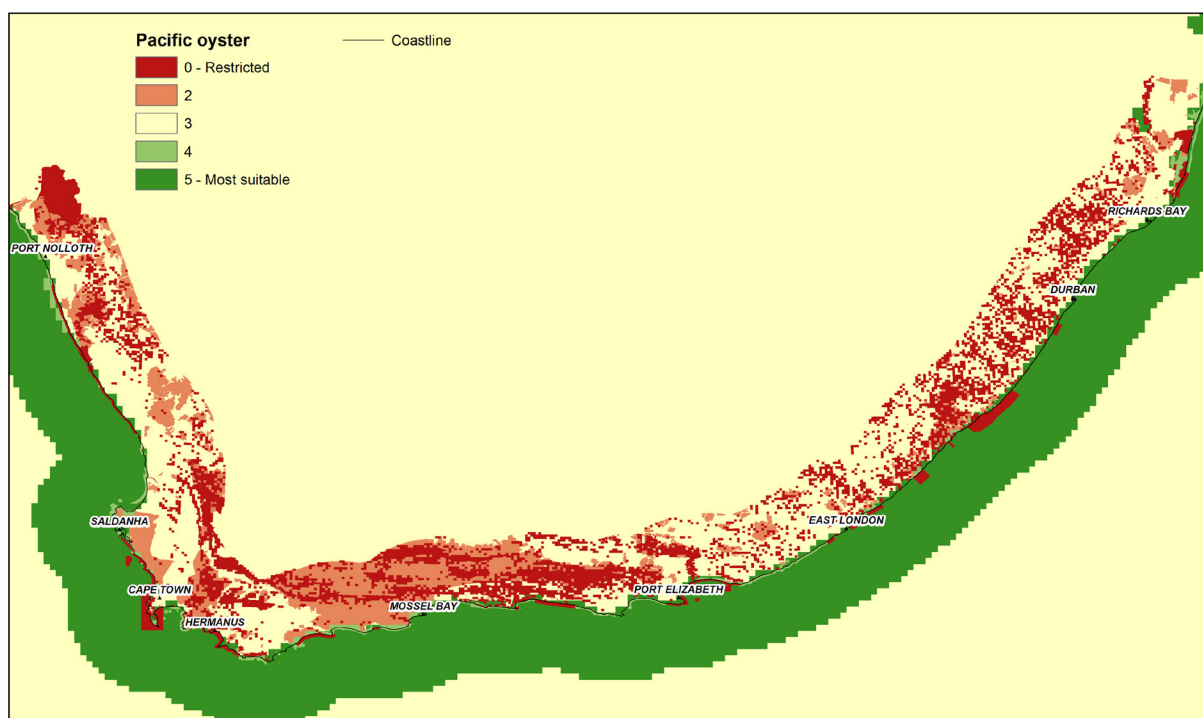 Pacific oyster
Coastline
0 - Restricted
2
3
4
5 - Most suitable
RICHARDS BAY
PORT NOLLOTH
DURBAN
SALDANHA
EAST LONDON
CAPE TOWN
PORT ELIZABETH
MOSSEL BAY
HERMANUS